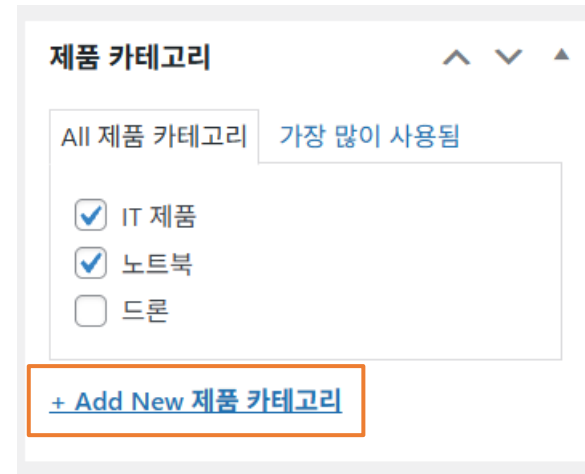 제품 카테고리
All 제품 카테고리 가장 많이 사용됨
IT 제품
노트북
드론
+ Add New 제품 카테고리